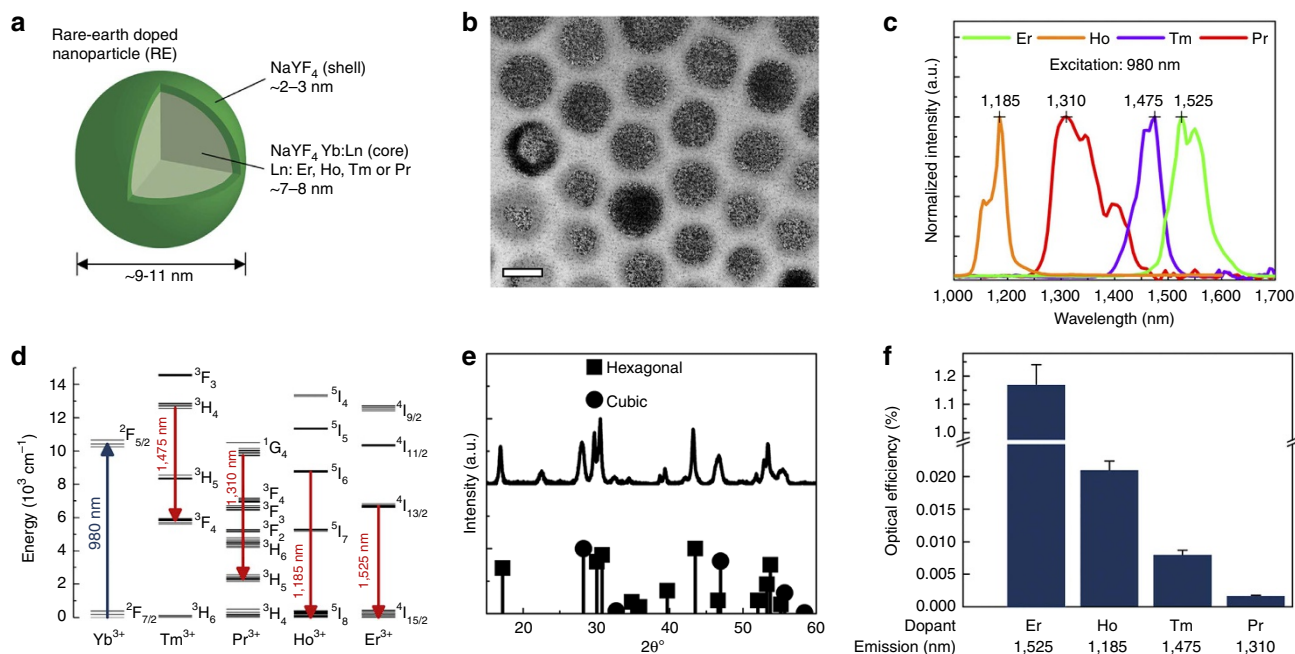 a
Rare-earth doped
nanoparticle (RE)
NaYF₄ (shell)
~2–3 nm
NaYF₄ Yb:Ln (core)
Ln: Er, Ho, Tm or Pr
~7–8 nm
~9-11 nm
b
c
Er Ho Tm Pr
Excitation: 980 nm
1,185 1,310 1,475 1,525
Normalized intensity (a.u.)
1,000 1,200 1,300 1,400 1,500 1,600 1,700
Wavelength (nm)
d
Energy (10³ cm⁻¹)
14
12
10
8
6
4
2
0
²F₅/₂
980 nm
²F₇/₂
Yb³⁺
³F₃
³H₄
1,475 nm
³H₅
³F₄
³H₆
Tm³⁺
¹G₄
1,310 nm
³F₄
³F₃
³F₂
³H₆
³H₅
³H₄
Pr³⁺
⁵I₄
⁵I₅
⁵I₆
⁵I₇
1,185 nm
⁵I₈
Ho³⁺
⁴I₉/₂
⁴I₁₁/₂
⁴I₁₃/₂
1,525 nm
⁴I₁₅/₂
Er³⁺
e
Hexagonal
Cubic
Intensity (a.u.)
20 30 40 50 60
2θ°
f
Optical efficiency (%)
1.2
1.1
1.0
0.020
0.015
0.010
0.005
0.000
Dopant Er Ho Tm Pr
Emission (nm) 1,525 1,185 1,475 1,310